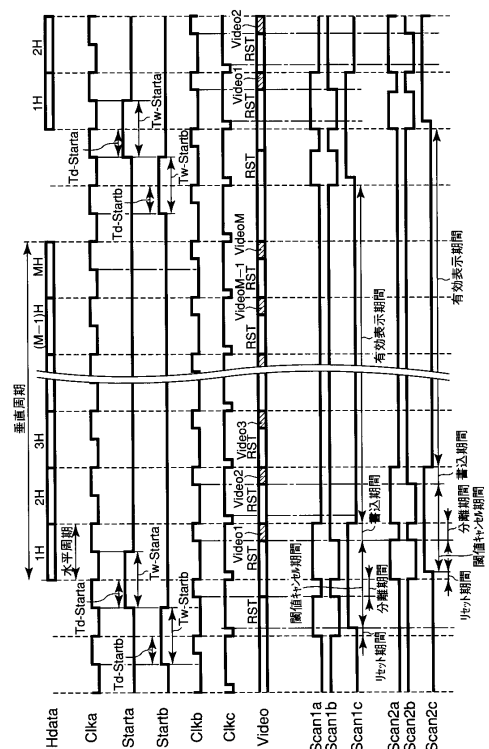 垂直周期
Hdata 1H 2H 3H (M−1)H MH 1H 2H
水平周期
Clka
Td-Starta Td-Starta
Starta
Tw-Starta Tw-Starta
Td-Startb Td-Startb
Startb
Tw-Startb Tw-Startb
Clkb
Clkc
Video RST Video1 RST Video2 RST Video3 RST VideoM−1 RST VideoM RST Video1 RST Video2 RST
閾値キャンセル期間
Scan1a
Scan1b
分離期間 書込期間 有効表示期間
Scan1c
リセット期間
Scan2a
Scan2b
Scan2c
書込期間 有効表示期間
分離期間
閾値キャンセル期間
リセット期間